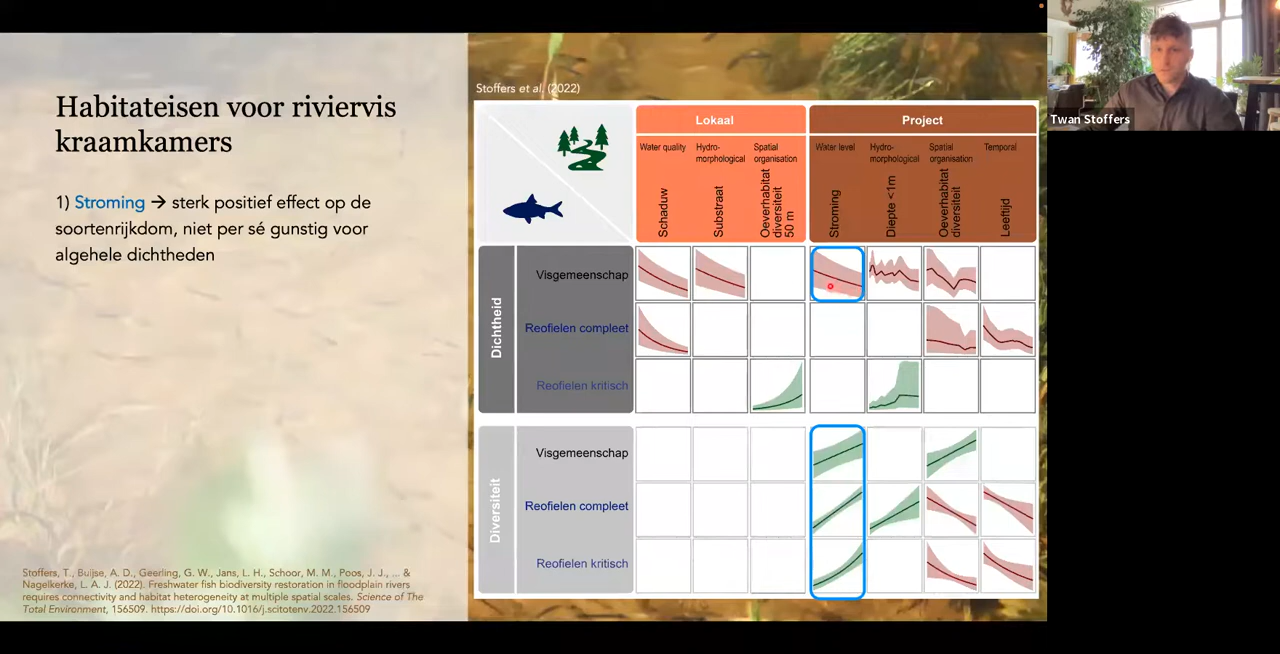 Habitateisen voor riviervis
kraamkamers
1) Stroming → sterk positief effect op de
soortenrijkdom, niet per sé gunstig voor
algehele dichtheden
Stoffers, T., Buijse, A. D., Geerling, G. W., Jans, L. H., Schoor, M. M., Poos, J. J., ... &
Nagelkerke, L. A. J. (2022). Freshwater fish biodiversity restoration in floodplain rivers
requires connectivity and habitat heterogeneity at multiple spatial scales. Science of The
Total Environment, 156509. https://doi.org/10.1016/j.scitotenv.2022.156509
Stoffers et al. (2022)
Lokaal
Project
Water quality
Hydro-
morphological
Spatial
organisation
Water level
Hydro-
morphological
Spatial
organisation
Temporal
Schaduw
Substraat
Oeverhabitat
diversiteit
50 m
Stroming
Diepte <1m
Oeverhabitat
diversiteit
Leeftijd
Dichtheid
Visgemeenschap
Reofielen compleet
Reofielen kritisch
Diversiteit
Visgemeenschap
Reofielen compleet
Reofielen kritisch
Twan Stoffers